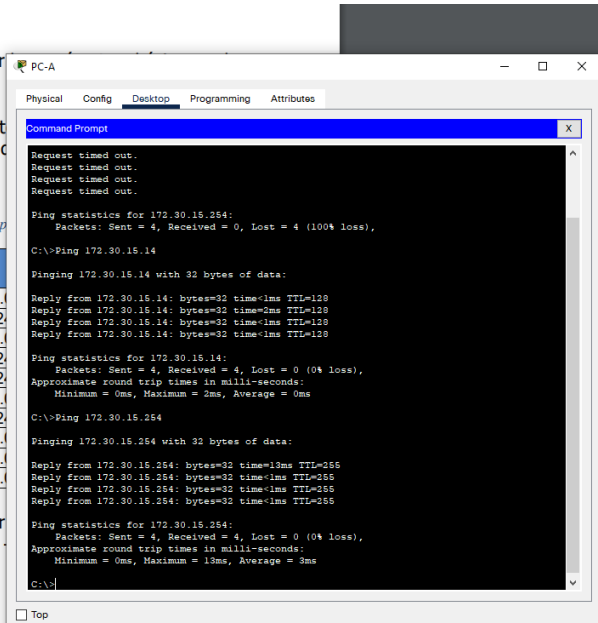 PC-A
Physical Config Desktop Programming Attributes
Command Prompt
X
Request timed out.
Request timed out.
Request timed out.
Request timed out.
Ping statistics for 172.30.15.254:
Packets: Sent = 4, Received = 0, Lost = 4 (100% loss),
C:\>Ping 172.30.15.14
Pinging 172.30.15.14 with 32 bytes of data:
Reply from 172.30.15.14: bytes=32 time<1ms TTL=128
Reply from 172.30.15.14: bytes=32 time=2ms TTL=128
Reply from 172.30.15.14: bytes=32 time<1ms TTL=128
Reply from 172.30.15.14: bytes=32 time<1ms TTL=128
Ping statistics for 172.30.15.14:
Packets: Sent = 4, Received = 4, Lost = 0 (0% loss),
Approximate round trip times in milli-seconds:
Minimum = 0ms, Maximum = 2ms, Average = 0ms
C:\>Ping 172.30.15.254
Pinging 172.30.15.254 with 32 bytes of data:
Reply from 172.30.15.254: bytes=32 time=13ms TTL=255
Reply from 172.30.15.254: bytes=32 time<1ms TTL=255
Reply from 172.30.15.254: bytes=32 time<1ms TTL=255
Reply from 172.30.15.254: bytes=32 time<1ms TTL=255
Ping statistics for 172.30.15.254:
Packets: Sent = 4, Received = 4, Lost = 0 (0% loss),
Approximate round trip times in milli-seconds:
Minimum = 0ms, Maximum = 13ms, Average = 3ms
C:\>
Top